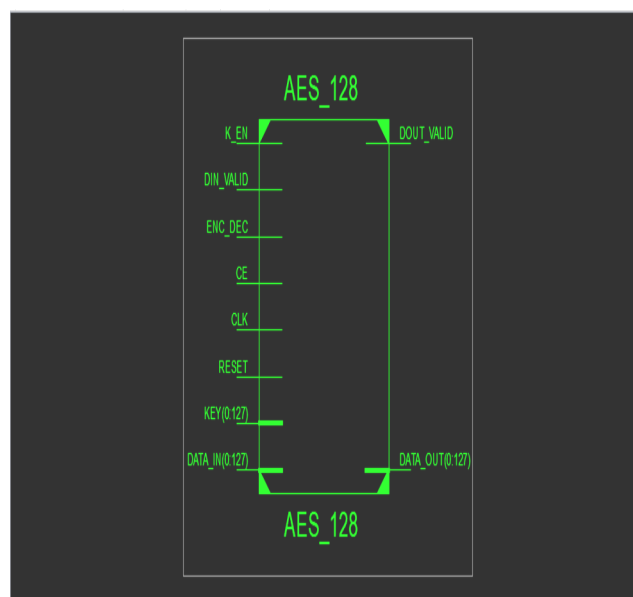 AES_128
K_EN
DOUT_VALID
DIN_VALID
ENC_DEC
CE
CLK
RESET
KEY(0:127)
DATA_IN(0:127)
DATA_OUT(0:127)
AES_128